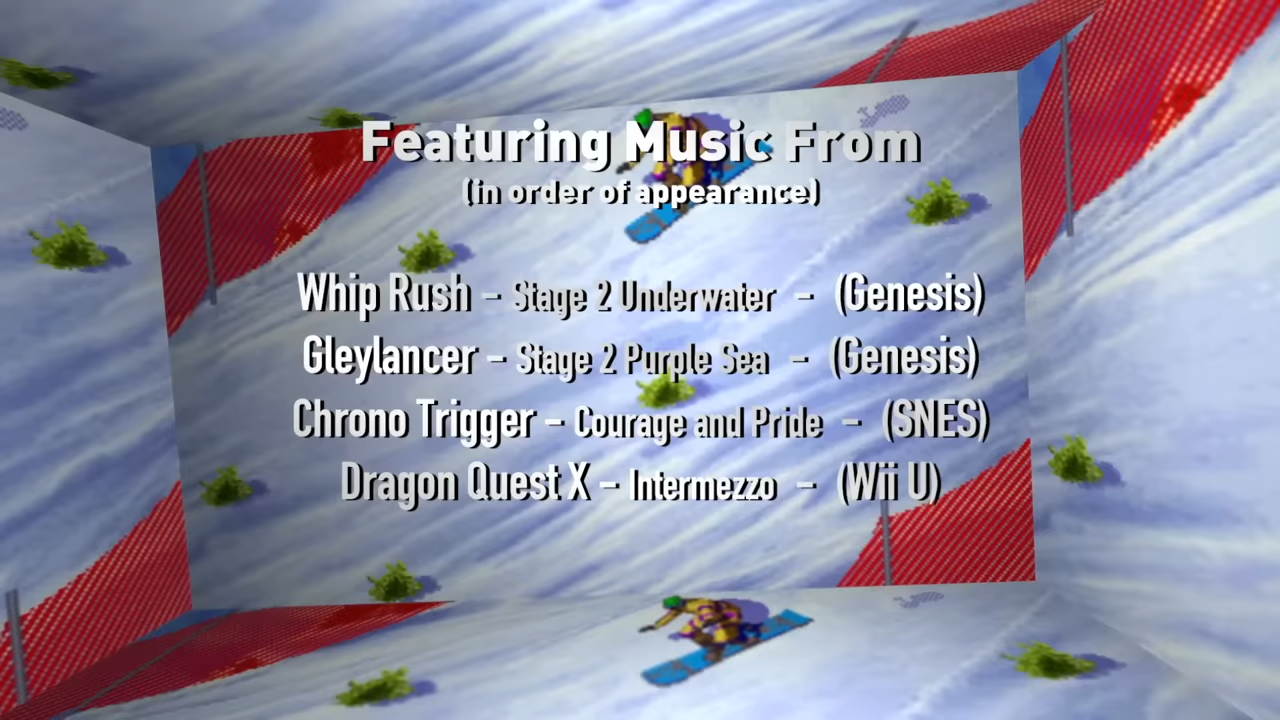 Featuring Music From
(in order of appearance)
Whip Rush - Stage 2 Underwater - (Genesis)
Gleylancer - Stage 2 Purple Sea - (Genesis)
Chrono Trigger - Courage and Pride - (SNES)
Dragon Quest X - Intermezzo - (Wii U)